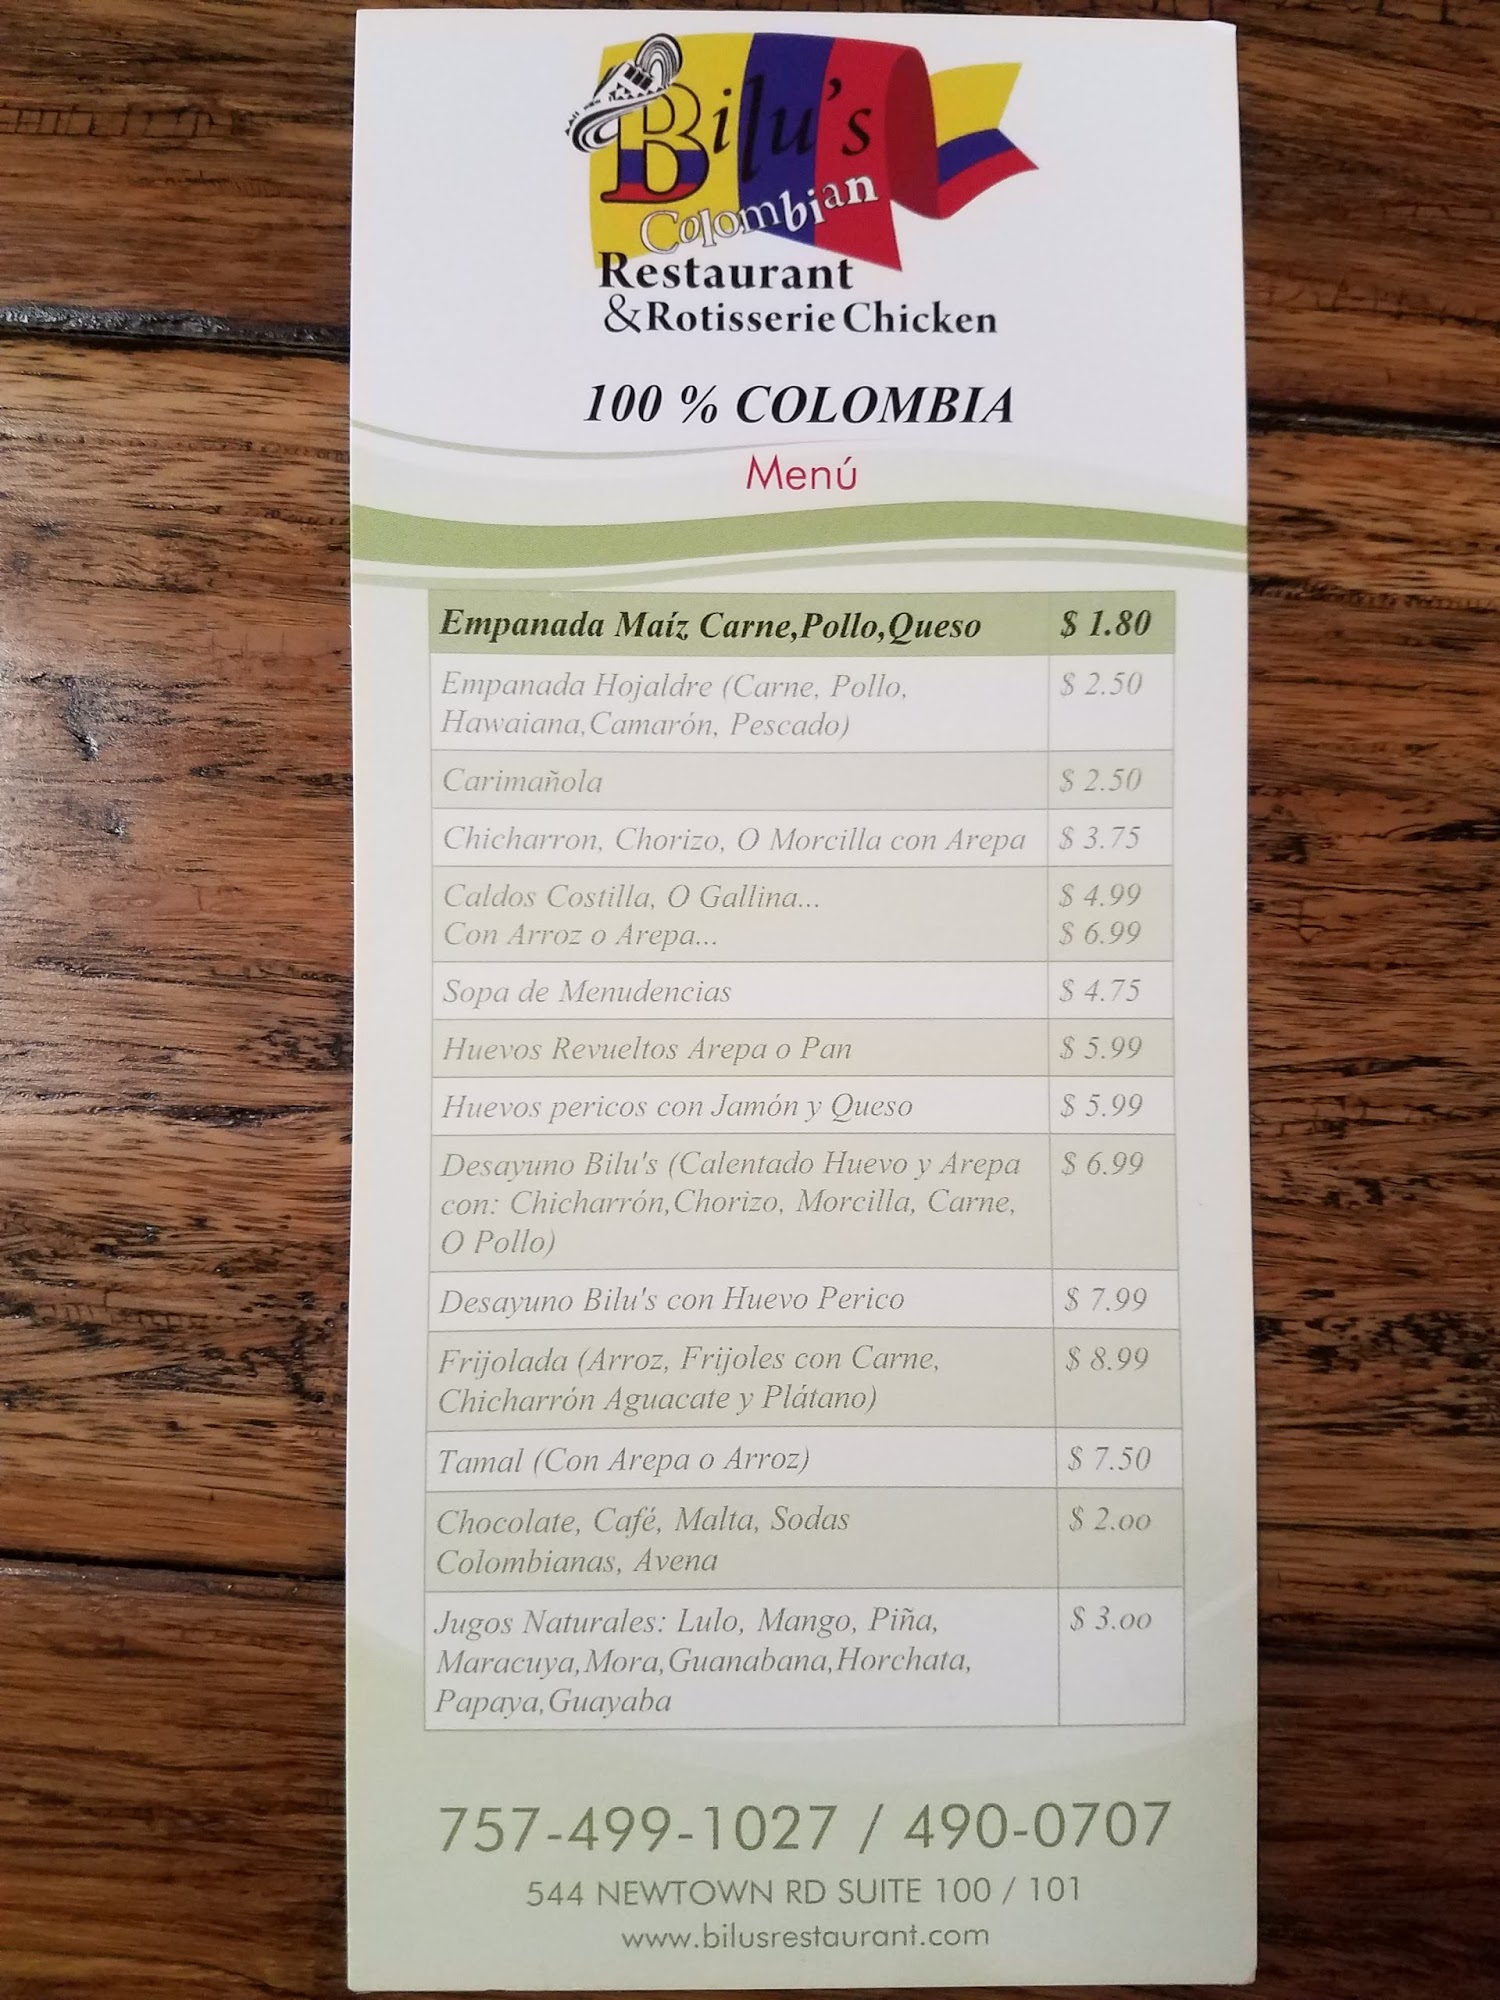 Bilu's
Colombian
Restaurant
&Rotisserie Chicken
100 % COLOMBIA
Menú
Empanada Maíz Carne,Pollo,Queso $ 1.80
Empanada Hojaldre (Carne, Pollo, $ 2.50
Hawaiana,Camarón, Pescado)
Carimañola $ 2.50
Chicharron, Chorizo, O Morcilla con Arepa $ 3.75
Caldos Costilla, O Gallina... $ 4.99
Con Arroz o Arepa... $ 6.99
Sopa de Menudencias $ 4.75
Huevos Revueltos Arepa o Pan $ 5.99
Huevos pericos con Jamón y Queso $ 5.99
Desayuno Bilu's (Calentado Huevo y Arepa $ 6.99
con: Chicharrón,Chorizo, Morcilla, Carne,
O Pollo)
Desayuno Bilu's con Huevo Perico $ 7.99
Frijolada (Arroz, Frijoles con Carne, $ 8.99
Chicharrón Aguacate y Plátano)
Tamal (Con Arepa o Arroz) $ 7.50
Chocolate, Café, Malta, Sodas $ 2.oo
Colombianas, Avena
Jugos Naturales: Lulo, Mango, Piña, $ 3.oo
Maracuya,Mora,Guanabana,Horchata,
Papaya,Guayaba
757-499-1027 / 490-0707
544 NEWTOWN RD SUITE 100 / 101
www.bilusrestaurant.com